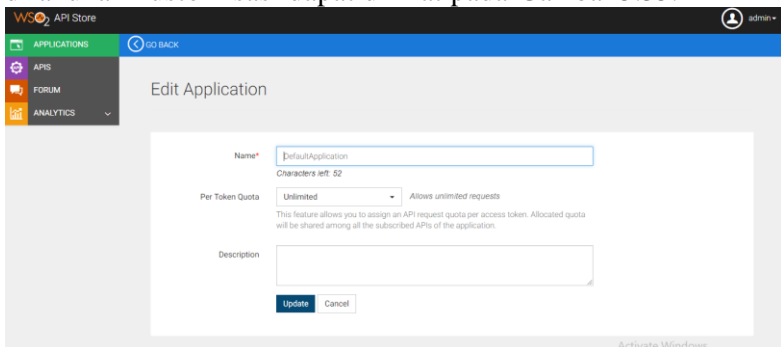 WSO2 API Store
admin
APPLICATIONS
GO BACK
APIS
FORUM
ANALYTICS
Edit Application
Name*
DefaultApplication
Characters left: 52
Per Token Quota
Unlimited
Allows unlimited requests
This feature allows you to assign an API request quota per access token. Allocated quota
will be shared among all the subscribed APIs of the application.
Description
Update Cancel
Activate Windows